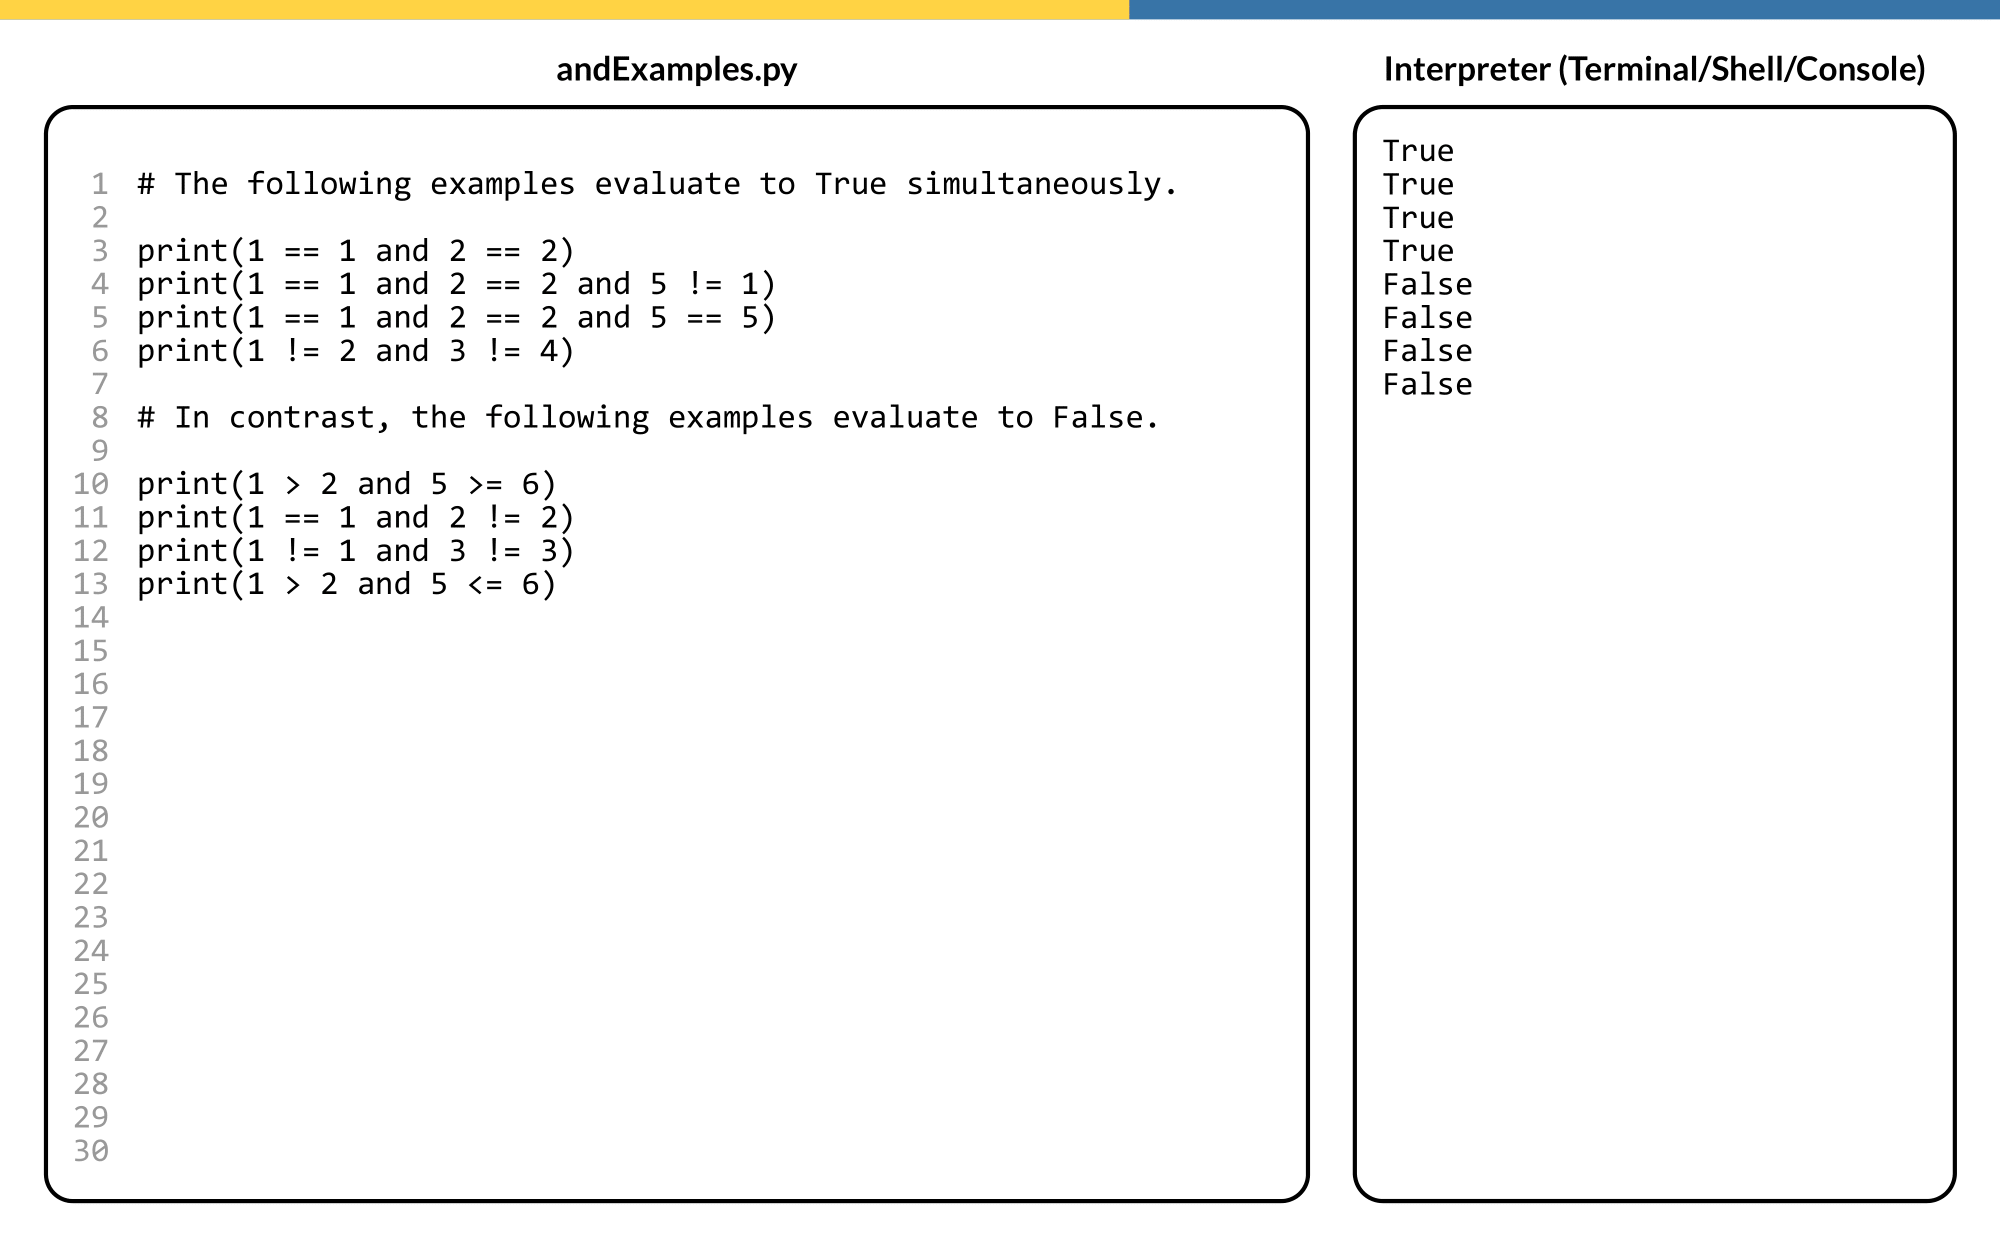 andExamples.py
1 # The following examples evaluate to True simultaneously.
2
3 print(1 == 1 and 2 == 2)
4 print(1 == 1 and 2 == 2 and 5 != 1)
5 print(1 == 1 and 2 == 2 and 5 == 5)
6 print(1 != 2 and 3 != 4)
7
8 # In contrast, the following examples evaluate to False.
9
10 print(1 > 2 and 5 >= 6)
11 print(1 == 1 and 2 != 2)
12 print(1 != 1 and 3 != 3)
13 print(1 > 2 and 5 <= 6)
14
15
16
17
18
19
20
21
22
23
24
25
26
27
28
29
30
Interpreter (Terminal/Shell/Console)
True
True
True
True
False
False
False
False